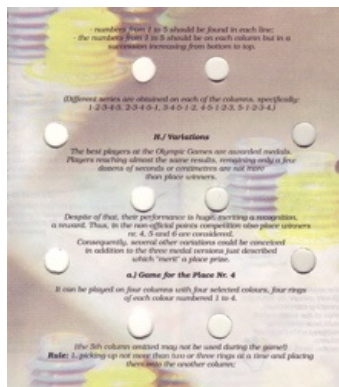 - numbers from 1 to 5 should be found in each line;
- the numbers from 1 to 5 should be on each column but in a
succession increasing from bottom to top.
(Different series are obtained on each of the columns, specifically:
1-2-3-4-5, 2-3-4-5-1, 3-4-5-1-2, 4-5-1-2-3, 5-1-2-3-4.)
II./ Variations
The best players at the Olympic Games are awarded medals.
Players reaching almost the same results, remaining only a few
dozens of seconds or centimetres are not more
than place winners.
Despite of that, their performance is huge, meriting a recognition,
a reward. Thus, in the non-official points competition also place winners
nr. 4, 5 and 6 are considered.
Consequently, several other variations could be conceived
in addition to the three medal versions just described
which "merit" a place prize.
a.) Game for the Place Nr. 4
It can be played on four columns with four selected colours, four rings
of each colour numbered 1 to 4.
(the 5th column omitted may not be used during the game!)
Rule: 1. picking up not more than two or three rings at a time and placing
them onto the another column;